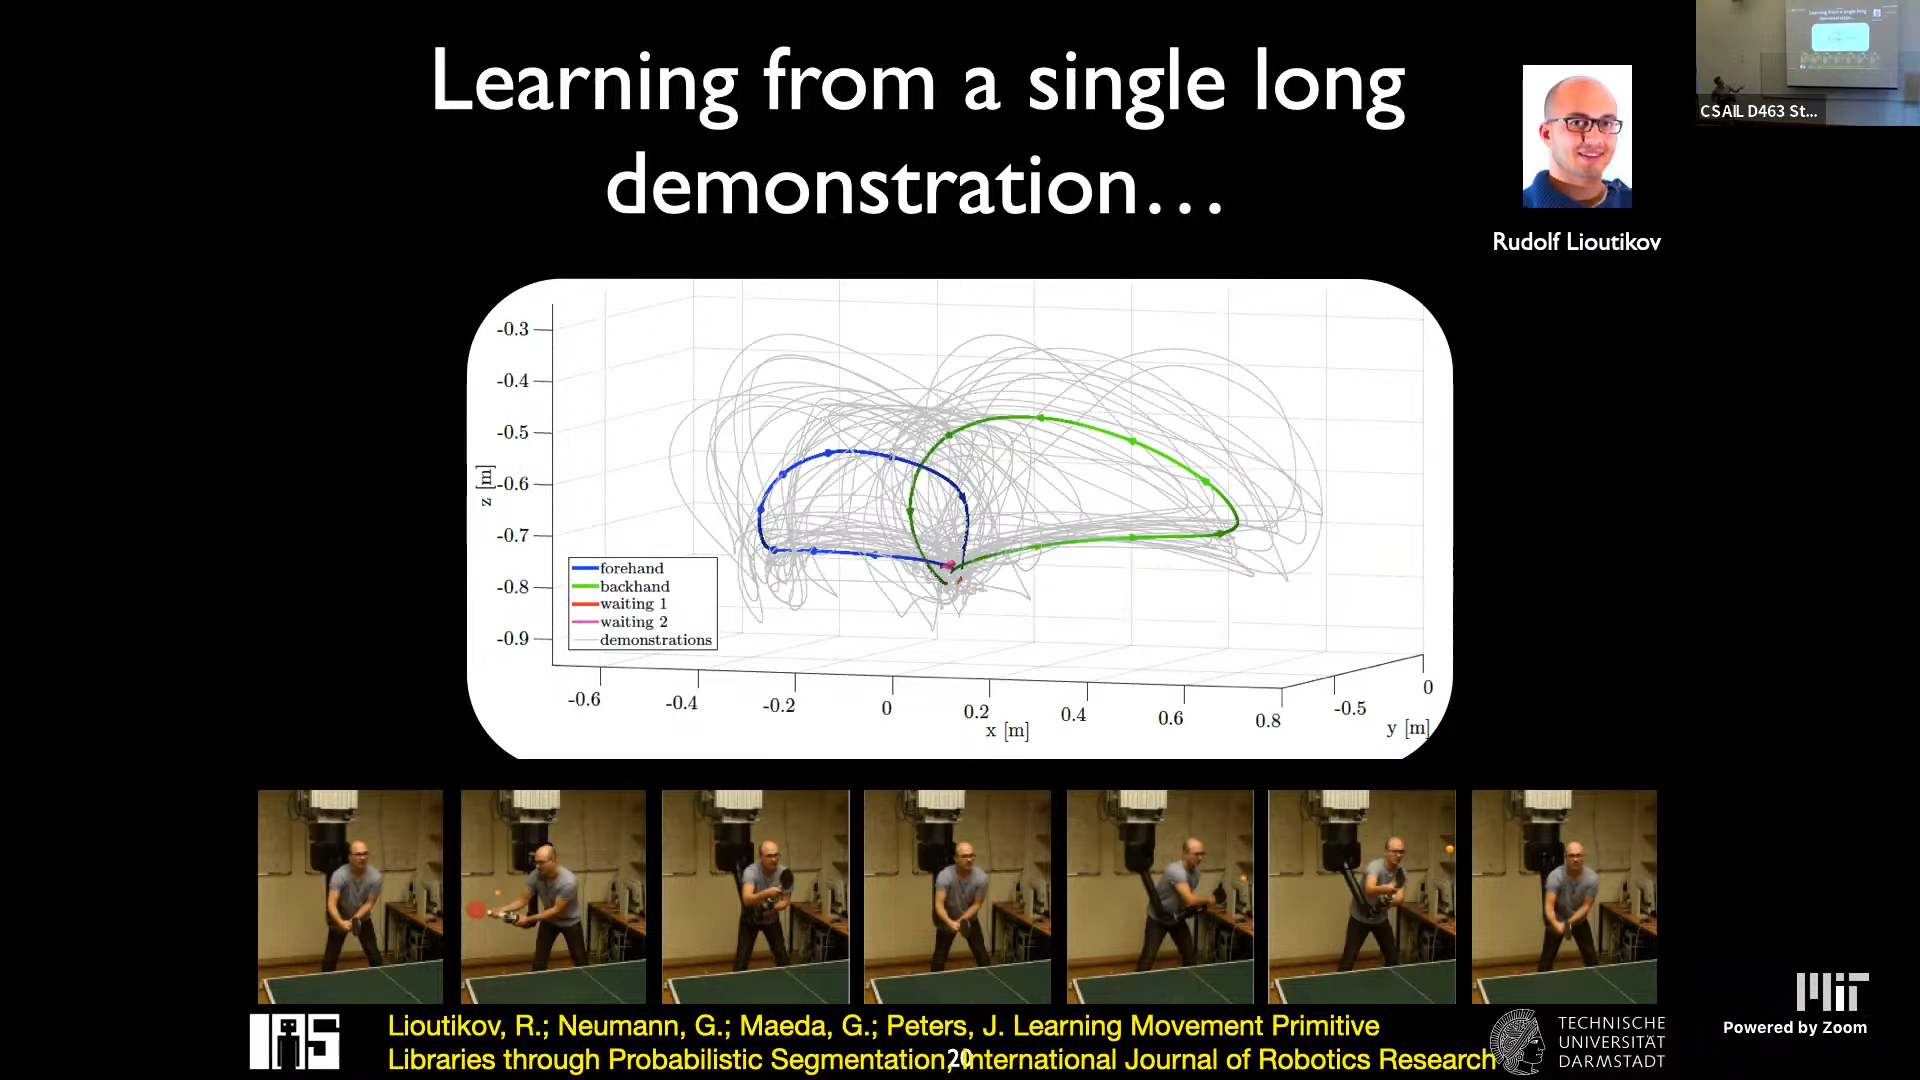 Learning from a single long
demonstration…
CSAIL D463 St...
Rudolf Lioutikov
-0.3
-0.4
-0.5
-0.6
-0.7
-0.8
-0.9
z [m]
forehand
backhand
waiting 1
waiting 2
demonstrations
-0.6
-0.4
-0.2
0
0.2
0.4
0.6
0.8
x [m]
-0.5
0
y [m]
IAS
Lioutikov, R.; Neumann, G.; Maeda, G.; Peters, J. Learning Movement Primitive
Libraries through Probabilistic Segmentation, International Journal of Robotics Research
20
TECHNISCHE
UNIVERSITÄT
DARMSTADT
MIT
Powered by Zoom